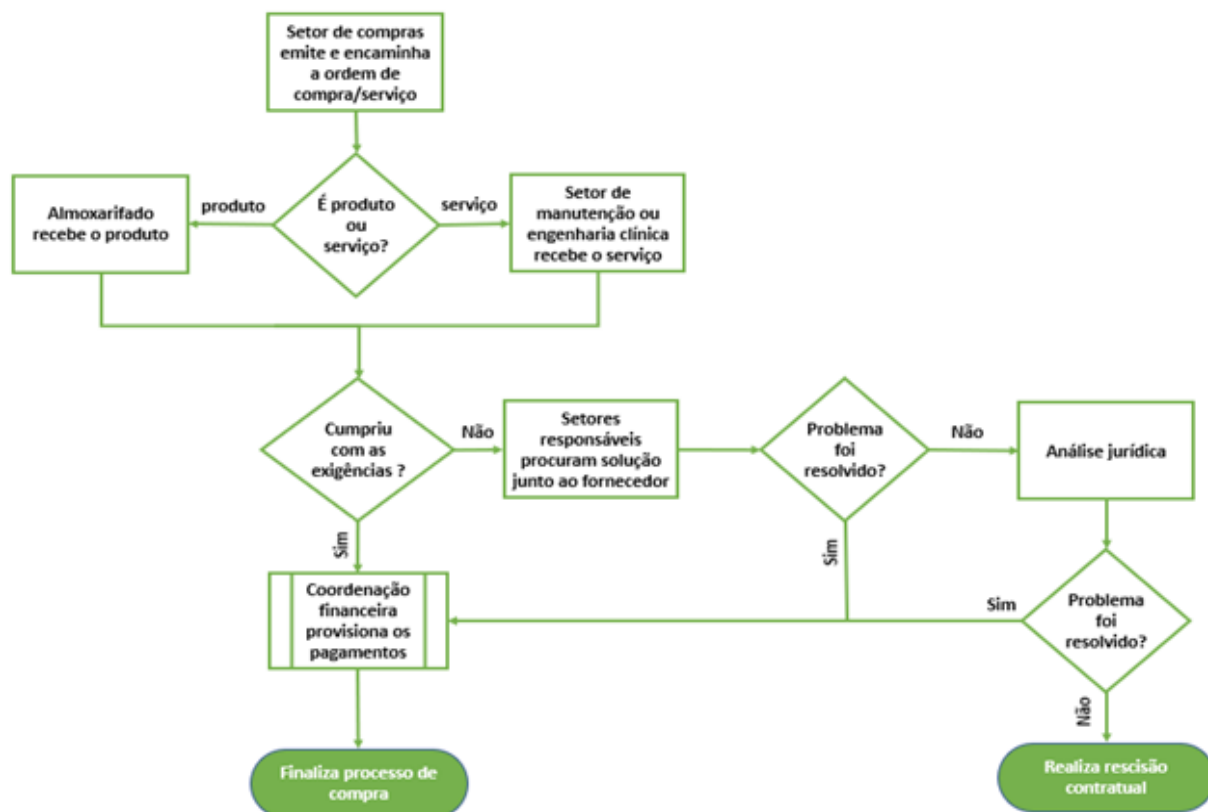 Setor de compras
emite e encaminha
a ordem de
compra/serviço
produto
É produto
ou
serviço?
serviço
Almoxarifado
recebe o produto
Setor de
manutenção ou
engenharia clínica
recebe o serviço
Cumpriu
com as
exigências ?
Não
Setores
responsáveis
procuram solução
junto ao fornecedor
Problema
foi
resolvido?
Não
Análise jurídica
Sim
Sim
Coordenação
financeira
provisiona os
pagamentos
Sim
Problema
foi
resolvido?
Não
Finaliza processo de
compra
Realiza rescisão
contratual